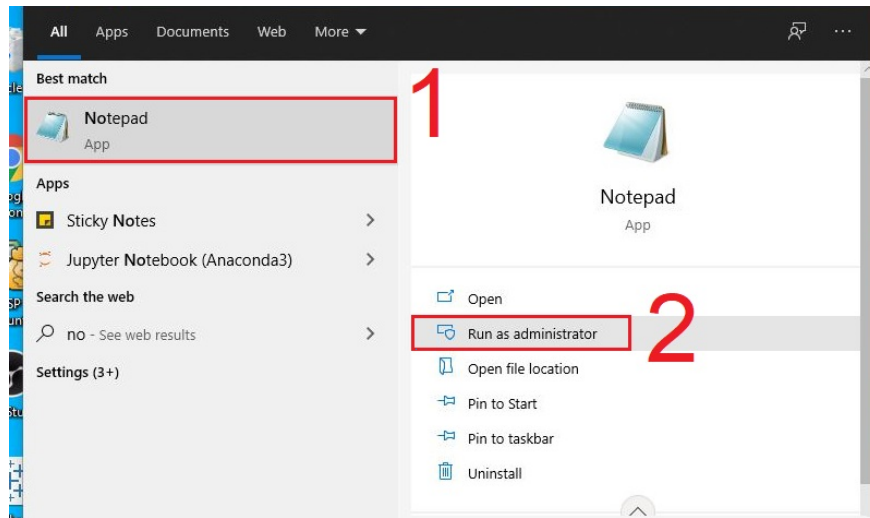 All Apps Documents Web More
Best match
Notepad
App
Apps
Sticky Notes
Jupyter Notebook (Anaconda3)
Search the web
no - See web results
Settings (3+)
1
Notepad
App
Open
Run as administrator
2
Open file location
Pin to Start
Pin to taskbar
Uninstall